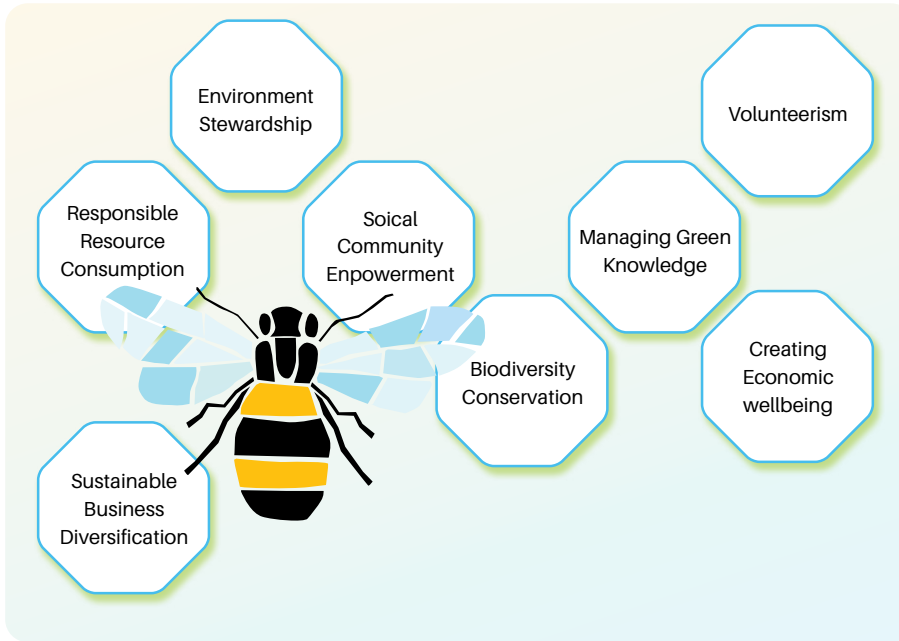 Environment
Stewardship
Volunteerism
Responsible
Resource
Consumption
Soical
Community
Enpowerment
Managing Green
Knowledge
Biodiversity
Conservation
Creating
Economic
wellbeing
Sustainable
Business
Diversification